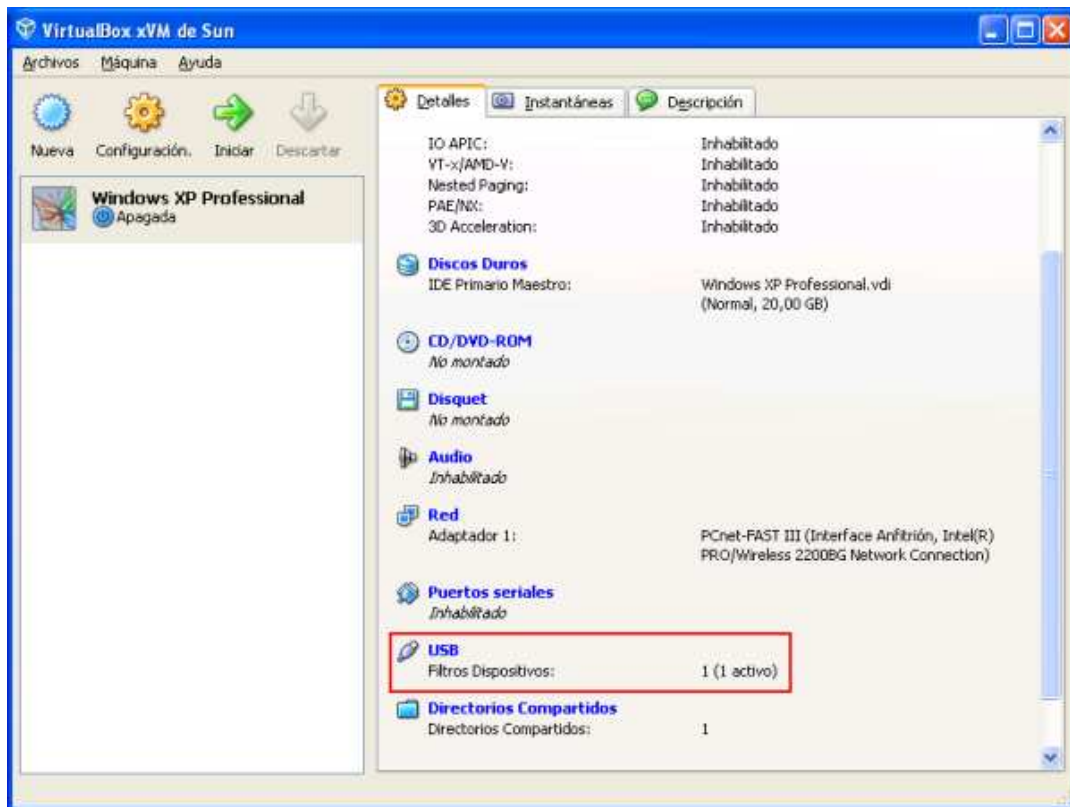 VirtualBox xVM de Sun
Archivos Máquina Ayuda
Nueva Configuración. Iniciar Descartar
Windows XP Professional
Apagada
Detalles Instantáneas Descripción
IO APIC: Inhabilitado
VT-x/AMD-V: Inhabilitado
Nested Paging: Inhabilitado
PAE/NX: Inhabilitado
3D Acceleration: Inhabilitado
Discos Duros
IDE Primario Maestro: Windows XP Professional.vdi
(Normal, 20,00 GB)
CD/DVD-ROM
No montado
Disquet
No montado
Audio
Inhabilitado
Red
Adaptador 1: PCnet-FAST III (Interface Anfitrión, Intel(R)
PRO/Wireless 2200BG Network Connection)
Puertos seriales
Inhabilitado
USB
Filtros Dispositivos: 1 (1 activo)
Directorios Compartidos
Directorios Compartidos: 1